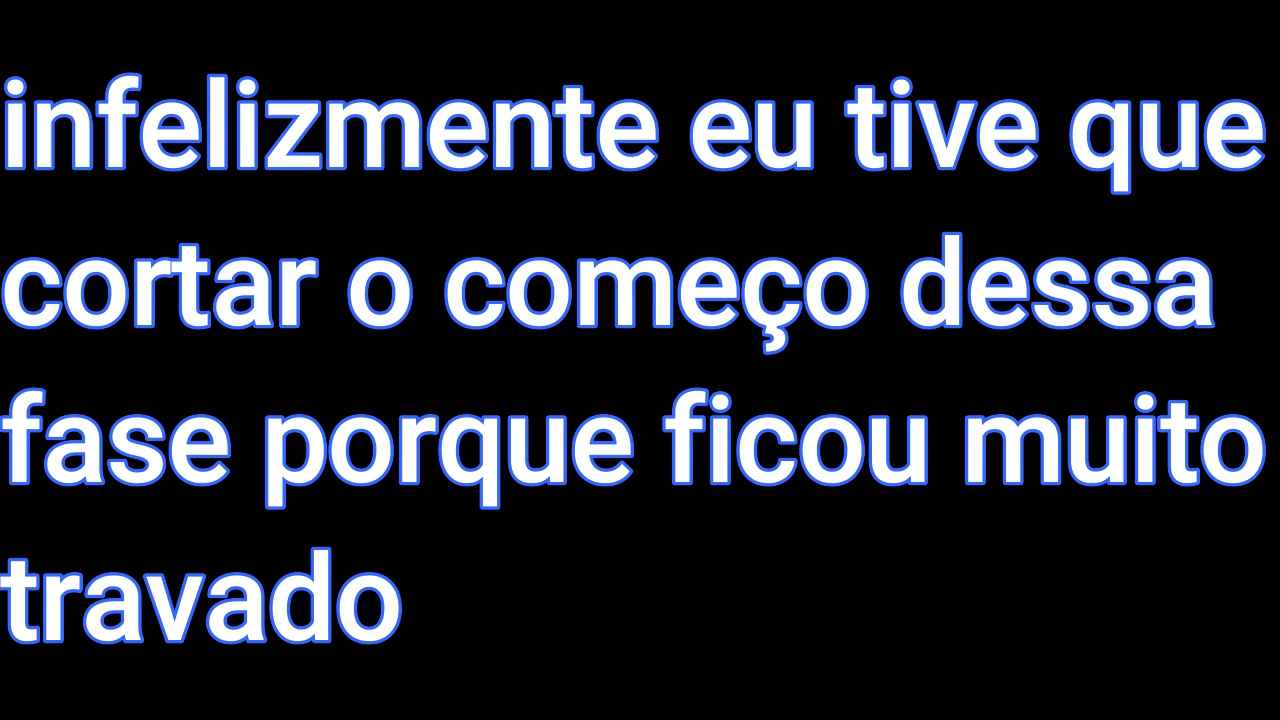 infelizmente eu tive que
cortar o começo dessa
fase porque ficou muito
travado